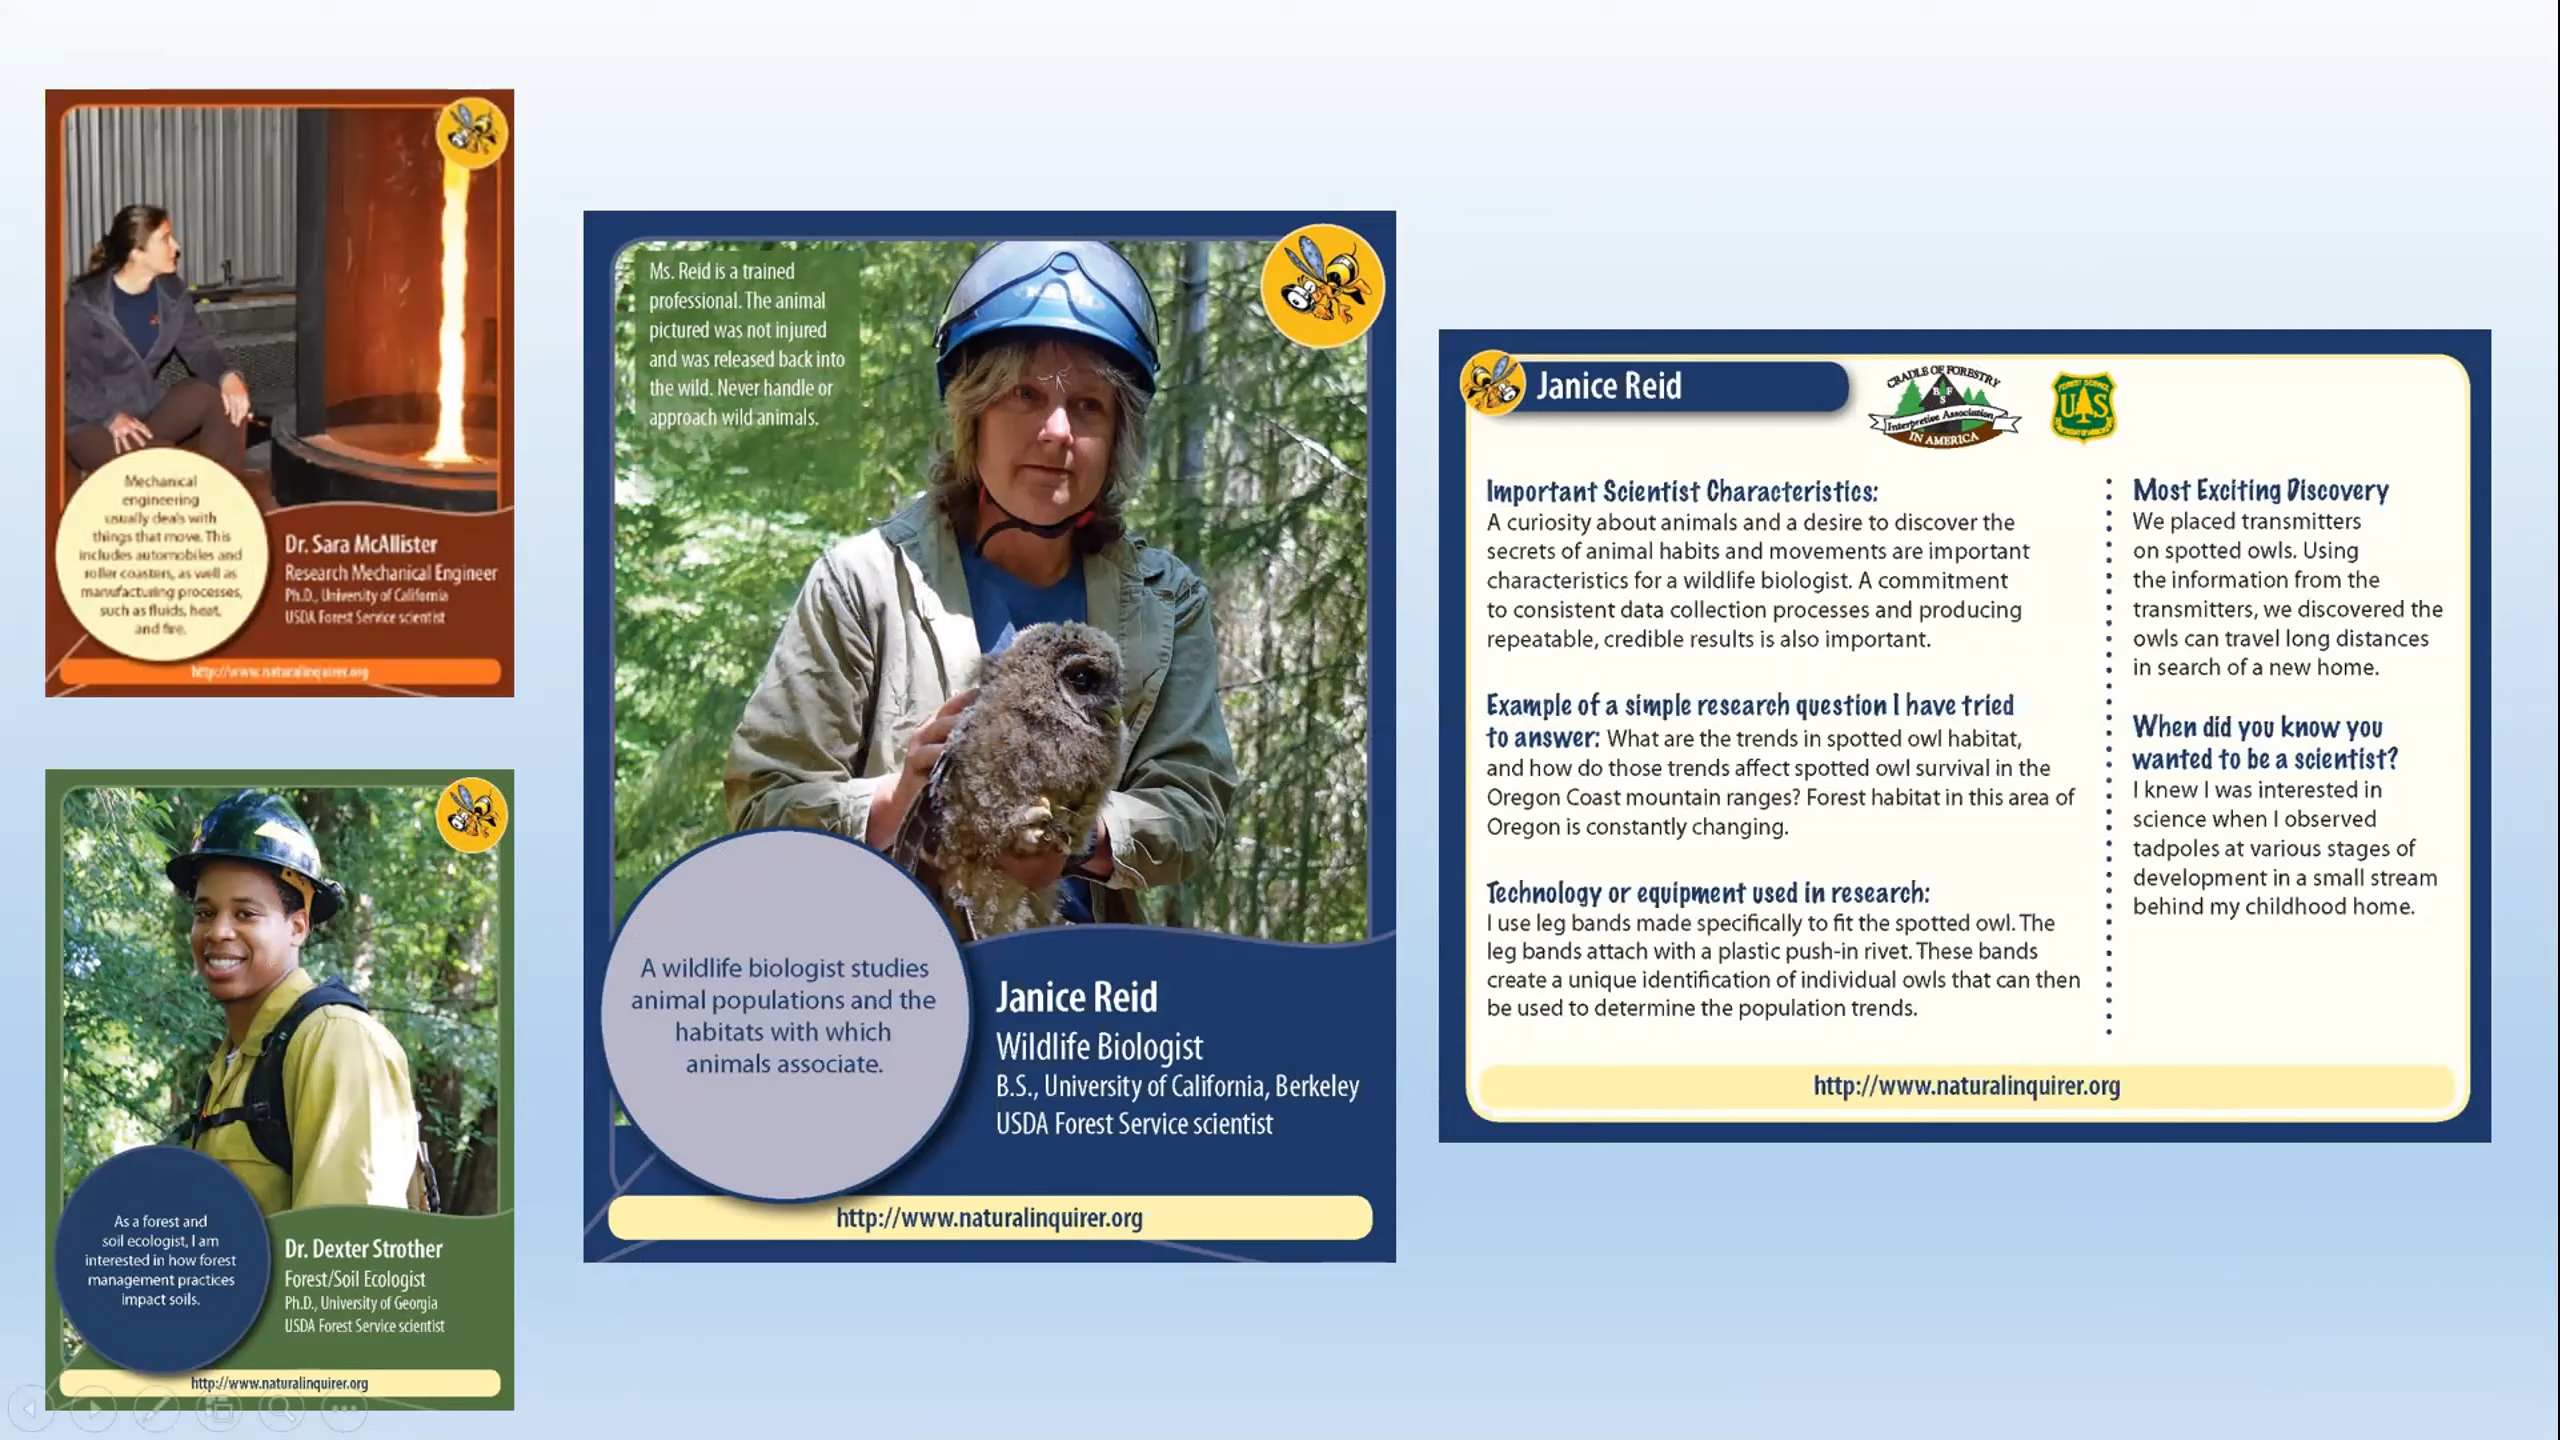 Mechanical
engineering
usually deals with
things that move. This
includes automobiles and
roller coasters, as well as
manufacturing processes,
such as fluids, heat,
and fire.
Dr. Sara McAllister
Research Mechanical Engineer
Ph.D., University of California
USDA Forest Service scientist
http://www.naturalinquirer.org
As a forest and
soil ecologist, I am
interested in how forest
management practices
impact soils.
Dr. Dexter Strother
Forest/Soil Ecologist
Ph.D., University of Georgia
USDA Forest Service scientist
http://www.naturalinquirer.org
Ms. Reid is a trained
professional. The animal
pictured was not injured
and was released back into
the wild. Never handle or
approach wild animals.
A wildlife biologist studies
animal populations and the
habitats with which
animals associate.
Janice Reid
Wildlife Biologist
B.S., University of California, Berkeley
USDA Forest Service scientist
http://www.naturalinquirer.org
Janice Reid
CRADLE OF FORESTRY
Interpretive Association
IN AMERICA
FOREST SERVICE
US
Important Scientist Characteristics:
A curiosity about animals and a desire to discover the
secrets of animal habits and movements are important
characteristics for a wildlife biologist. A commitment
to consistent data collection processes and producing
repeatable, credible results is also important.
Example of a simple research question I have tried
to answer: What are the trends in spotted owl habitat,
and how do those trends affect spotted owl survival in the
Oregon Coast mountain ranges? Forest habitat in this area of
Oregon is constantly changing.
Technology or equipment used in research:
I use leg bands made specifically to fit the spotted owl. The
leg bands attach with a plastic push-in rivet. These bands
create a unique identification of individual owls that can then
be used to determine the population trends.
Most Exciting Discovery
We placed transmitters
on spotted owls. Using
the information from the
transmitters, we discovered the
owls can travel long distances
in search of a new home.
When did you know you
wanted to be a scientist?
I knew I was interested in
science when I observed
tadpoles at various stages of
development in a small stream
behind my childhood home.
http://www.naturalinquirer.org